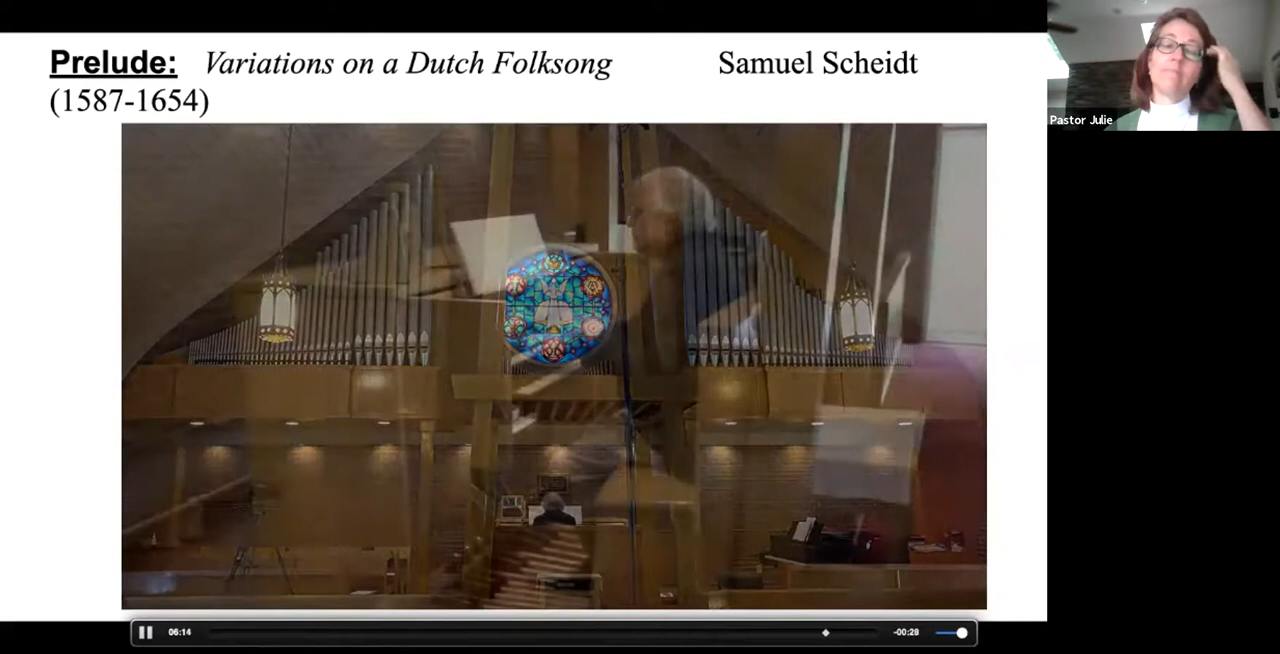 Prelude: Variations on a Dutch Folksong Samuel Scheidt
(1587-1654)
Pastor Julie
06:14 -00:28